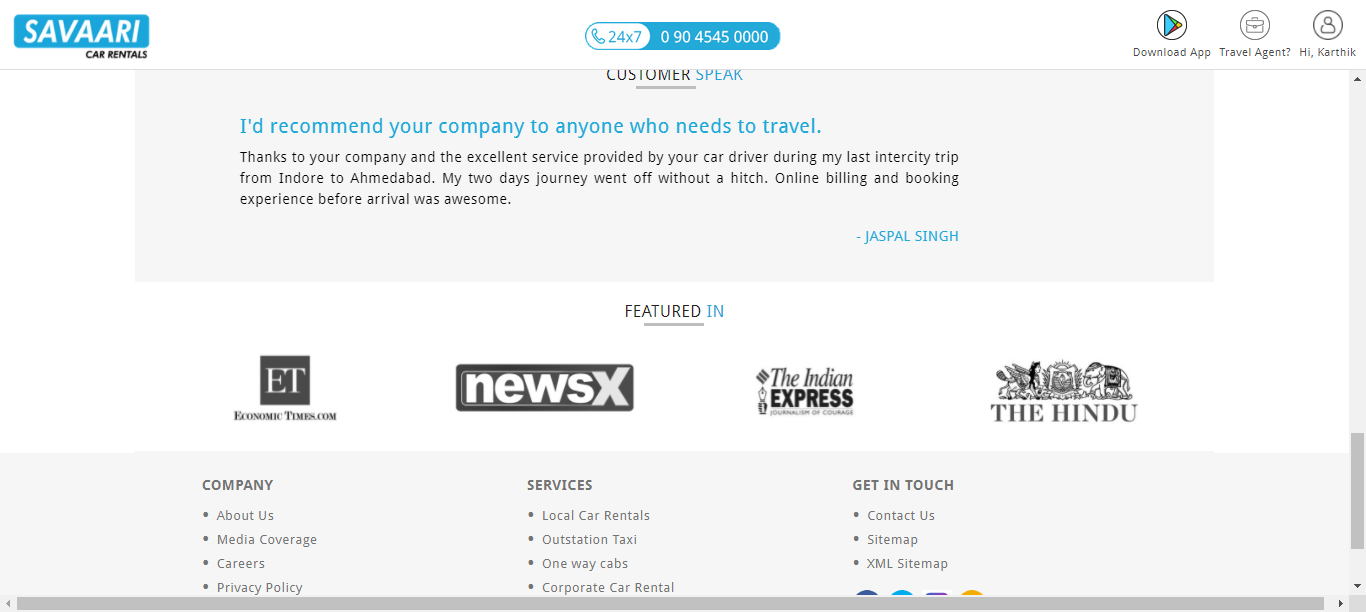 SAVAARI
CAR RENTALS
24x7 0 90 4545 0000
Download App
Travel Agent?
Hi, Karthik
CUSTOMER SPEAK
I'd recommend your company to anyone who needs to travel.
Thanks to your company and the excellent service provided by your car driver during my last intercity trip
from Indore to Ahmedabad. My two days journey went off without a hitch. Online billing and booking
experience before arrival was awesome.
- JASPAL SINGH
FEATURED IN
ET
ECONOMIC TIMES.COM
newsX
The Indian
EXPRESS
JOURNALISM OF COURAGE
THE HINDU
COMPANY
• About Us
• Media Coverage
• Careers
• Privacy Policy
SERVICES
• Local Car Rentals
• Outstation Taxi
• One way cabs
• Corporate Car Rental
GET IN TOUCH
• Contact Us
• Sitemap
• XML Sitemap